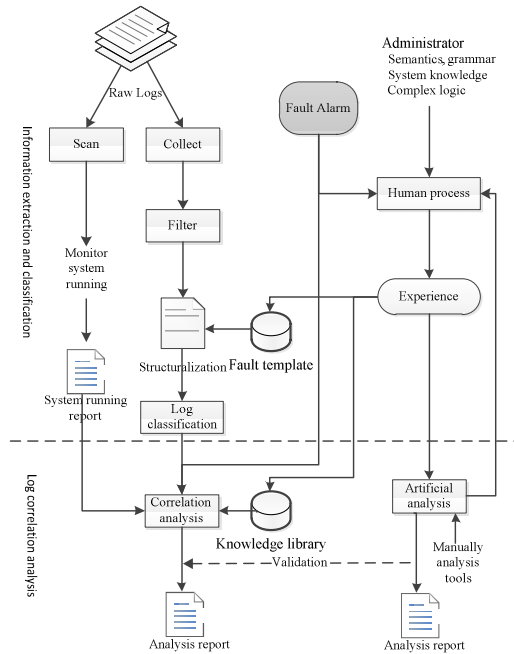 Administrator
Semantics, grammar
System knowledge
Complex logic
Raw Logs
Fault Alarm
Scan
Collect
Human process
Filter
Information extraction and classification
Monitor
system
running
Experience
Structuralization
Fault template
System running
report
Log
classification
Log correlation analysis
Correlation
analysis
Artificial
analysis
Knowledge library
Manually
analysis
tools
Validation
Analysis report
Analysis report